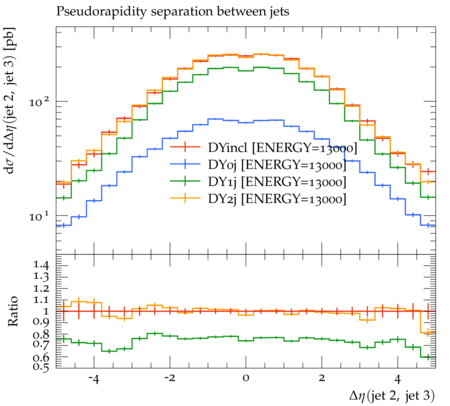 Pseudorapidity separation between jets
dσ/dΔη(jet 2, jet 3) [pb]
10²
10¹
DYincl [ENERGY=13000]
DY0j [ENERGY=13000]
DY1j [ENERGY=13000]
DY2j [ENERGY=13000]
Ratio
1.4
1.3
1.2
1.1
1
0.9
0.8
0.7
0.6
0.5
-4 -2 0 2 4
Δη(jet 2, jet 3)